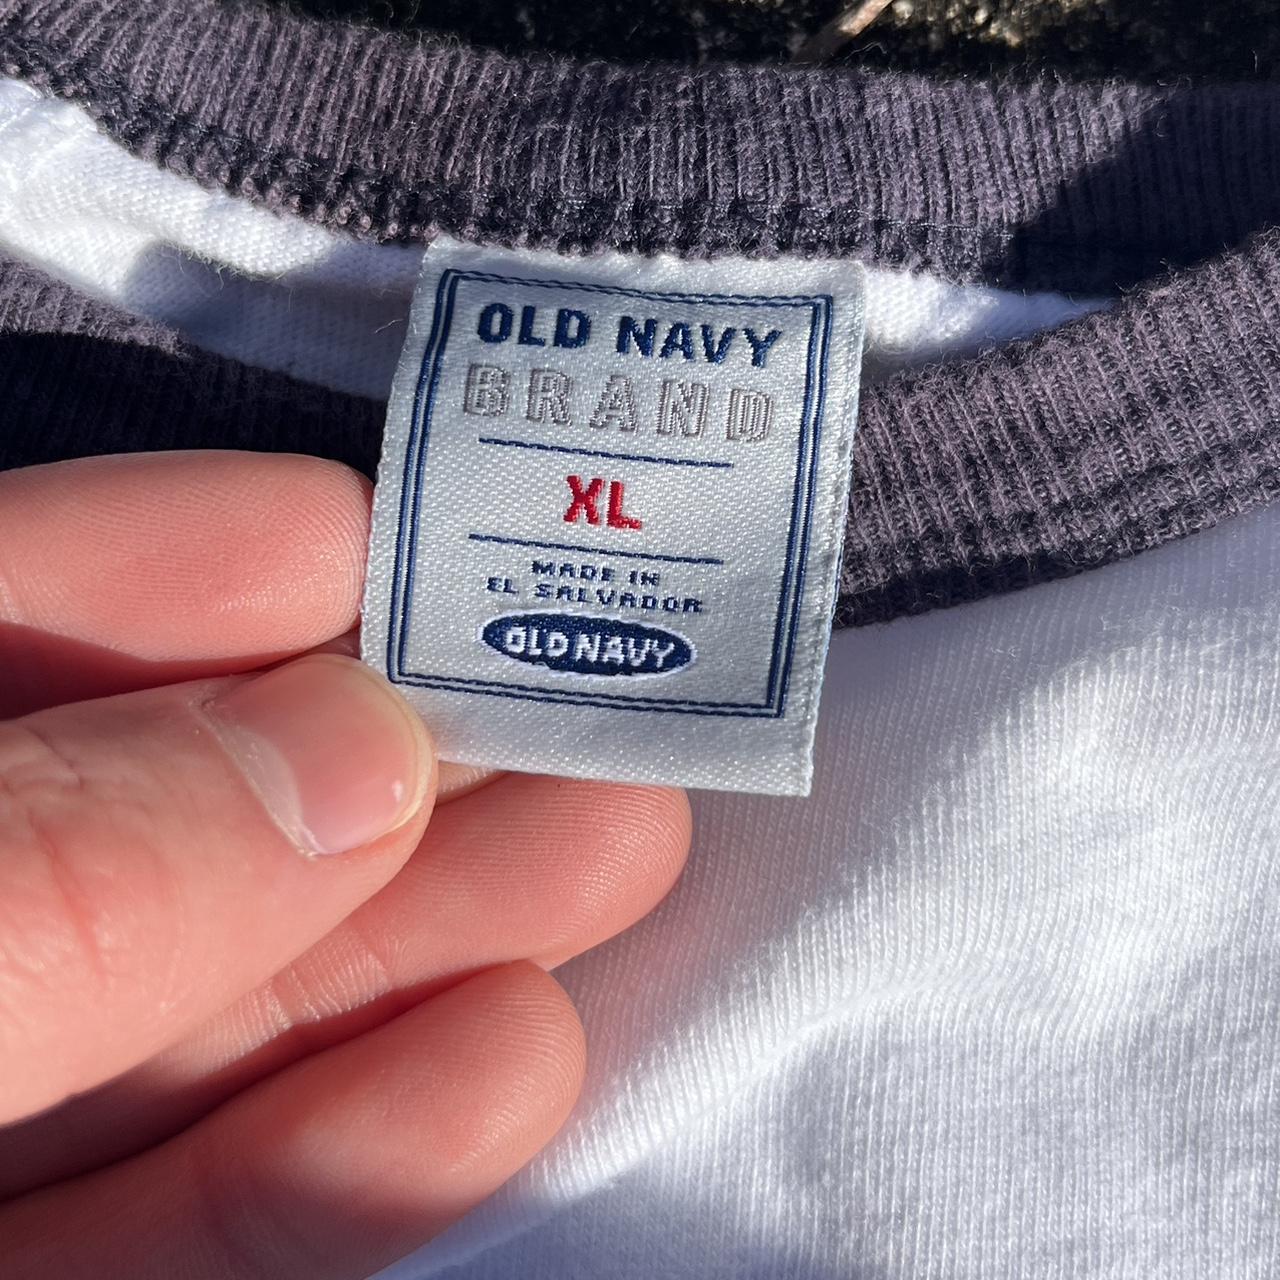 OLD NAVY
BRAND
XL
MADE IN
EL SALVADOR
OLD NAVY